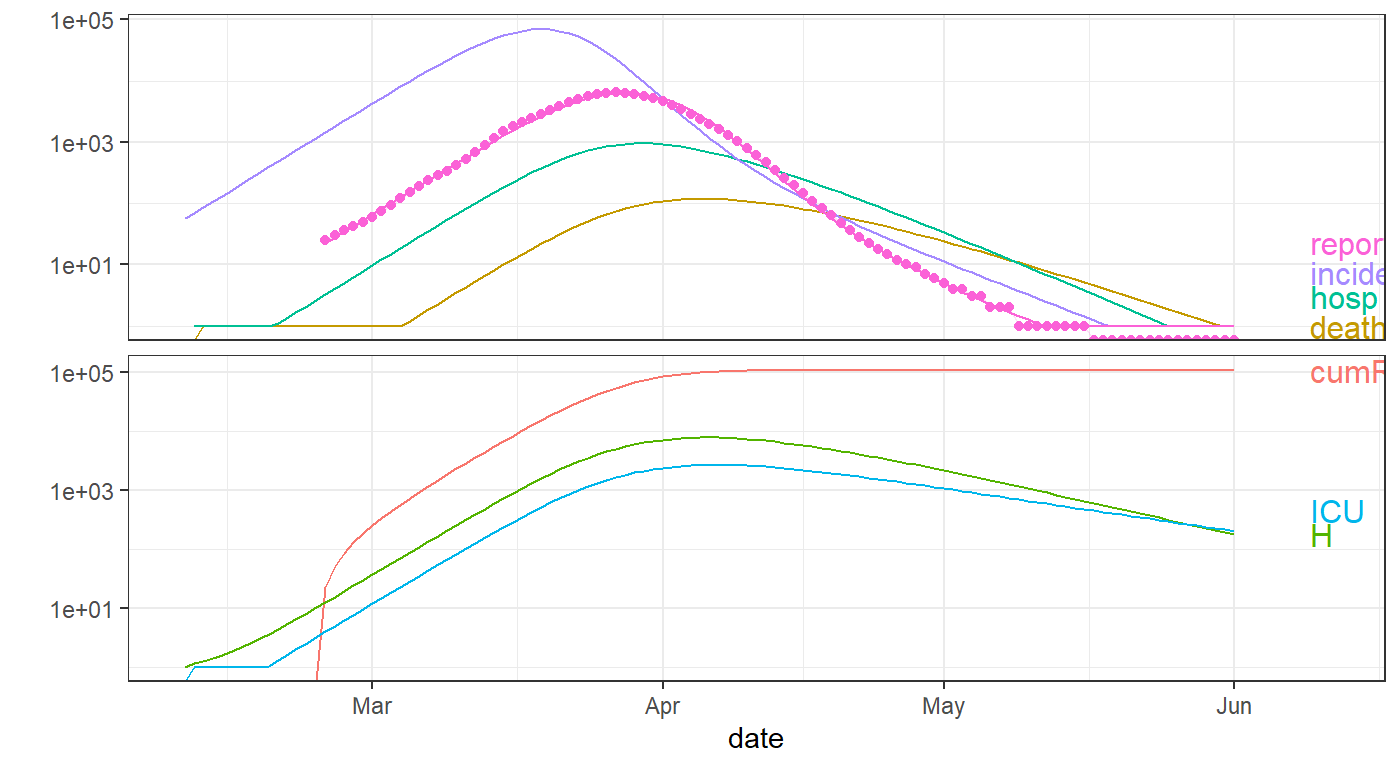 1e+05
1e+03
1e+01
repor
incide
hosp
death
1e+05
1e+03
1e+01
cumR
ICU
H
Mar Apr May Jun
date